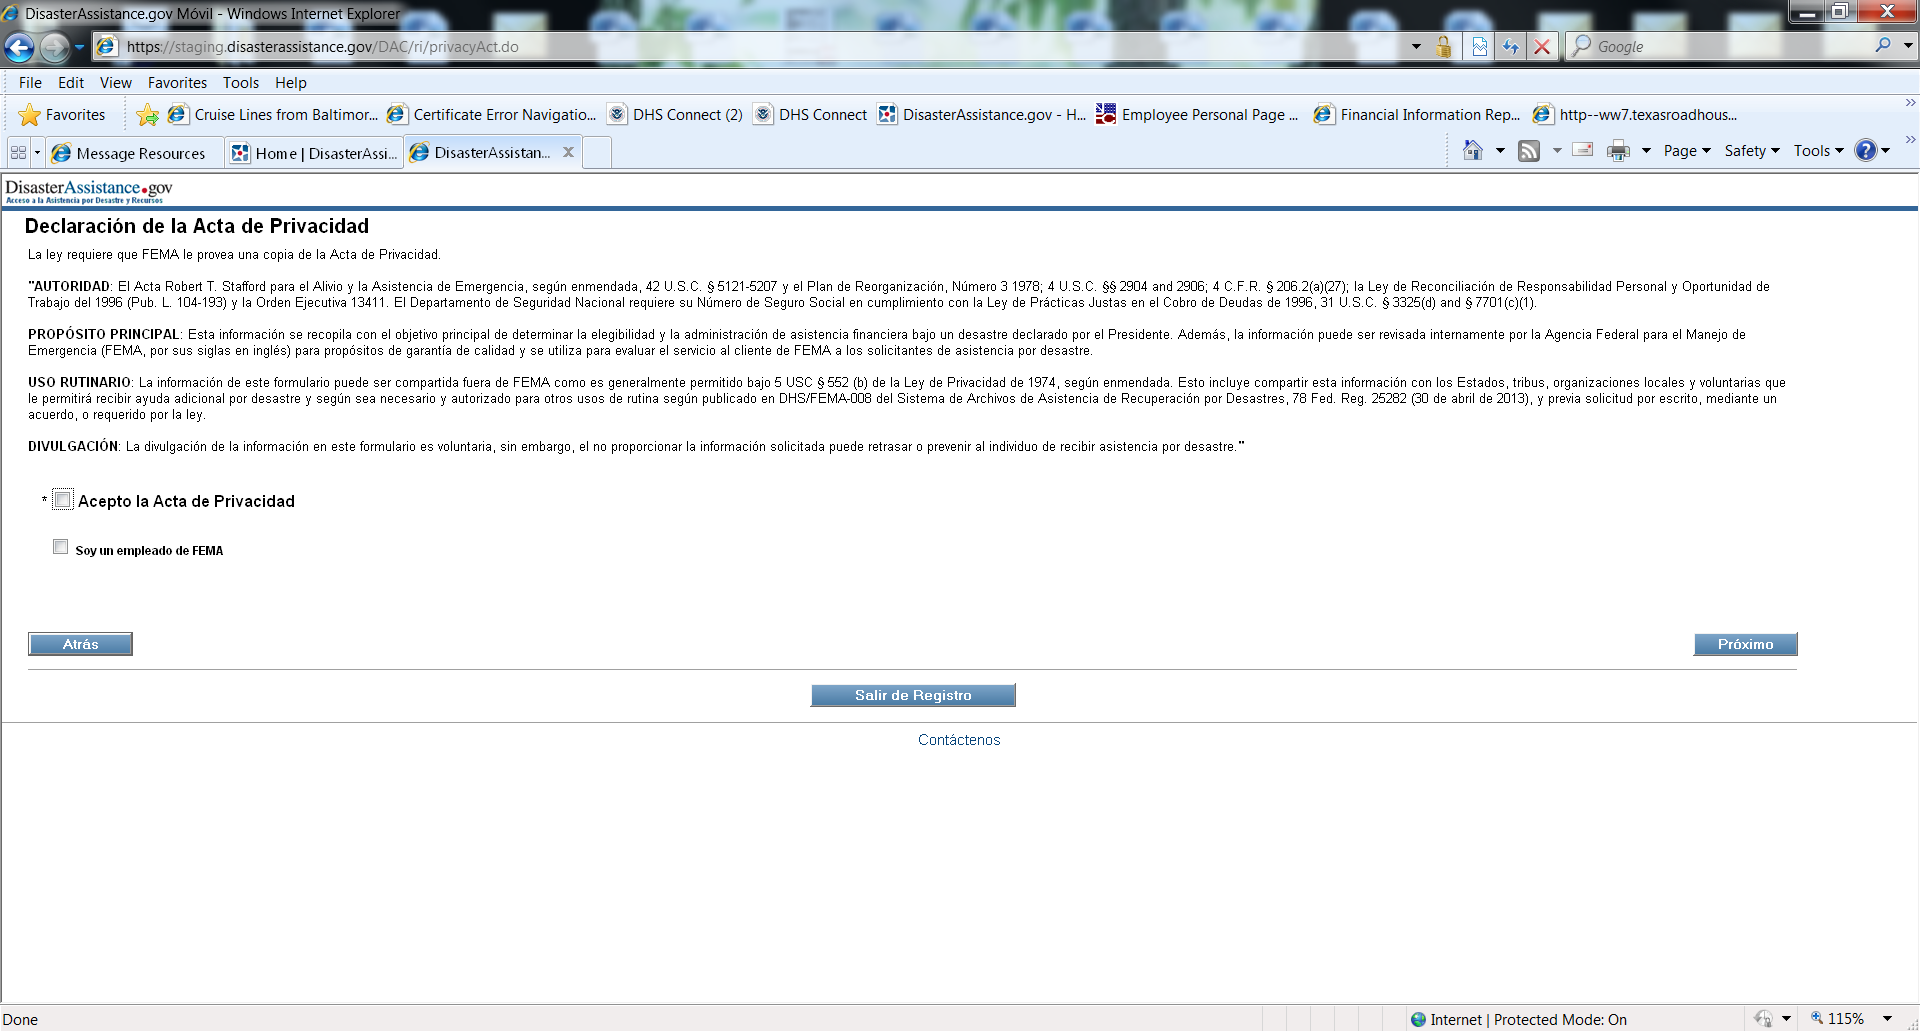 DisasterAssistance.gov Móvil - Windows Internet Explorer
https://staging.disasterassistance.gov/DAC/ri/privacyAct.do
Google
File Edit View Favorites Tools Help
Favorites Cruise Lines from Baltimor... Certificate Error Navigatio... DHS Connect (2) DHS Connect DisasterAssistance.gov - H... Employee Personal Page ... Financial Information Rep... http--ww7.texasroadhous...
Message Resources Home | DisasterAssi... DisasterAssistan... Page Safety Tools
DisasterAssistance.gov
Acceso a la Asistencia por Desastre y Recursos
Declaración de la Acta de Privacidad
La ley requiere que FEMA le provea una copia de la Acta de Privacidad.
"AUTORIDAD: El Acta Robert T. Stafford para el Alivio y la Asistencia de Emergencia, según enmendada, 42 U.S.C. § 5121-5207 y el Plan de Reorganización, Número 3 1978; 4 U.S.C. §§ 2904 and 2906; 4 C.F.R. § 206.2(a)(27); la Ley de Reconciliación de Responsabilidad Personal y Oportunidad de
Trabajo del 1996 (Pub. L. 104-193) y la Orden Ejecutiva 13411. El Departamento de Seguridad Nacional requiere su Número de Seguro Social en cumplimiento con la Ley de Prácticas Justas en el Cobro de Deudas de 1996, 31 U.S.C. § 3325(d) and § 7701(c)(1).
PROPÓSITO PRINCIPAL: Esta información se recopila con el objetivo principal de determinar la elegibilidad y la administración de asistencia financiera bajo un desastre declarado por el Presidente. Además, la información puede ser revisada internamente por la Agencia Federal para el Manejo de
Emergencia (FEMA, por sus siglas en inglés) para propósitos de garantía de calidad y se utiliza para evaluar el servicio al cliente de FEMA a los solicitantes de asistencia por desastre.
USO RUTINARIO: La información de este formulario puede ser compartida fuera de FEMA como es generalmente permitido bajo 5 USC § 552 (b) de la Ley de Privacidad de 1974, según enmendada. Esto incluye compartir esta información con los Estados, tribus, organizaciones locales y voluntarias que
le permitirá recibir ayuda adicional por desastre y según sea necesario y autorizado para otros usos de rutina según publicado en DHS/FEMA-008 del Sistema de Archivos de Asistencia de Recuperación por Desastres, 78 Fed. Reg. 25282 (30 de abril de 2013), y previa solicitud por escrito, mediante un
acuerdo, o requerido por la ley.
DIVULGACIÓN: La divulgación de la información en este formulario es voluntaria, sin embargo, el no proporcionar la información solicitada puede retrasar o prevenir al individuo de recibir asistencia por desastre."
* Acepto la Acta de Privacidad
Soy un empleado de FEMA
Atrás Próximo
Salir de Registro
Contáctenos
Done Internet | Protected Mode: On 115%